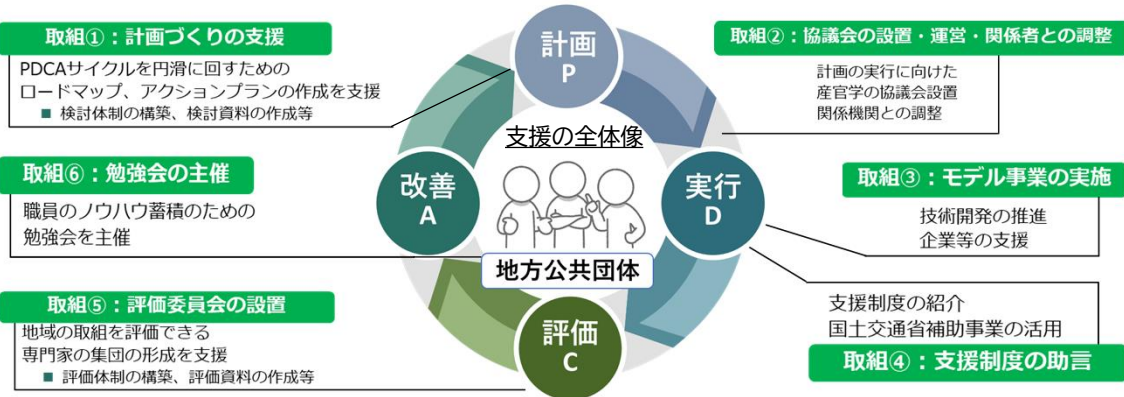 取組①：計画づくりの支援
PDCAサイクルを円滑に回すための
ロードマップ、アクションプランの作成を支援
■ 検討体制の構築、検討資料の作成等
計画
P
取組②：協議会の設置・運営・関係者との調整
計画の実行に向けた
産官学の協議会設置
関係機関との調整
支援の全体像
取組⑥：勉強会の主催
職員のノウハウ蓄積のための
勉強会を主催
改善
A
実行
D
取組③：モデル事業の実施
技術開発の推進
企業等の支援
地方公共団体
取組⑤：評価委員会の設置
地域の取組を評価できる
専門家の集団の形成を支援
■ 評価体制の構築、評価資料の作成等
評価
C
支援制度の紹介
国土交通省補助事業の活用
取組④：支援制度の助言